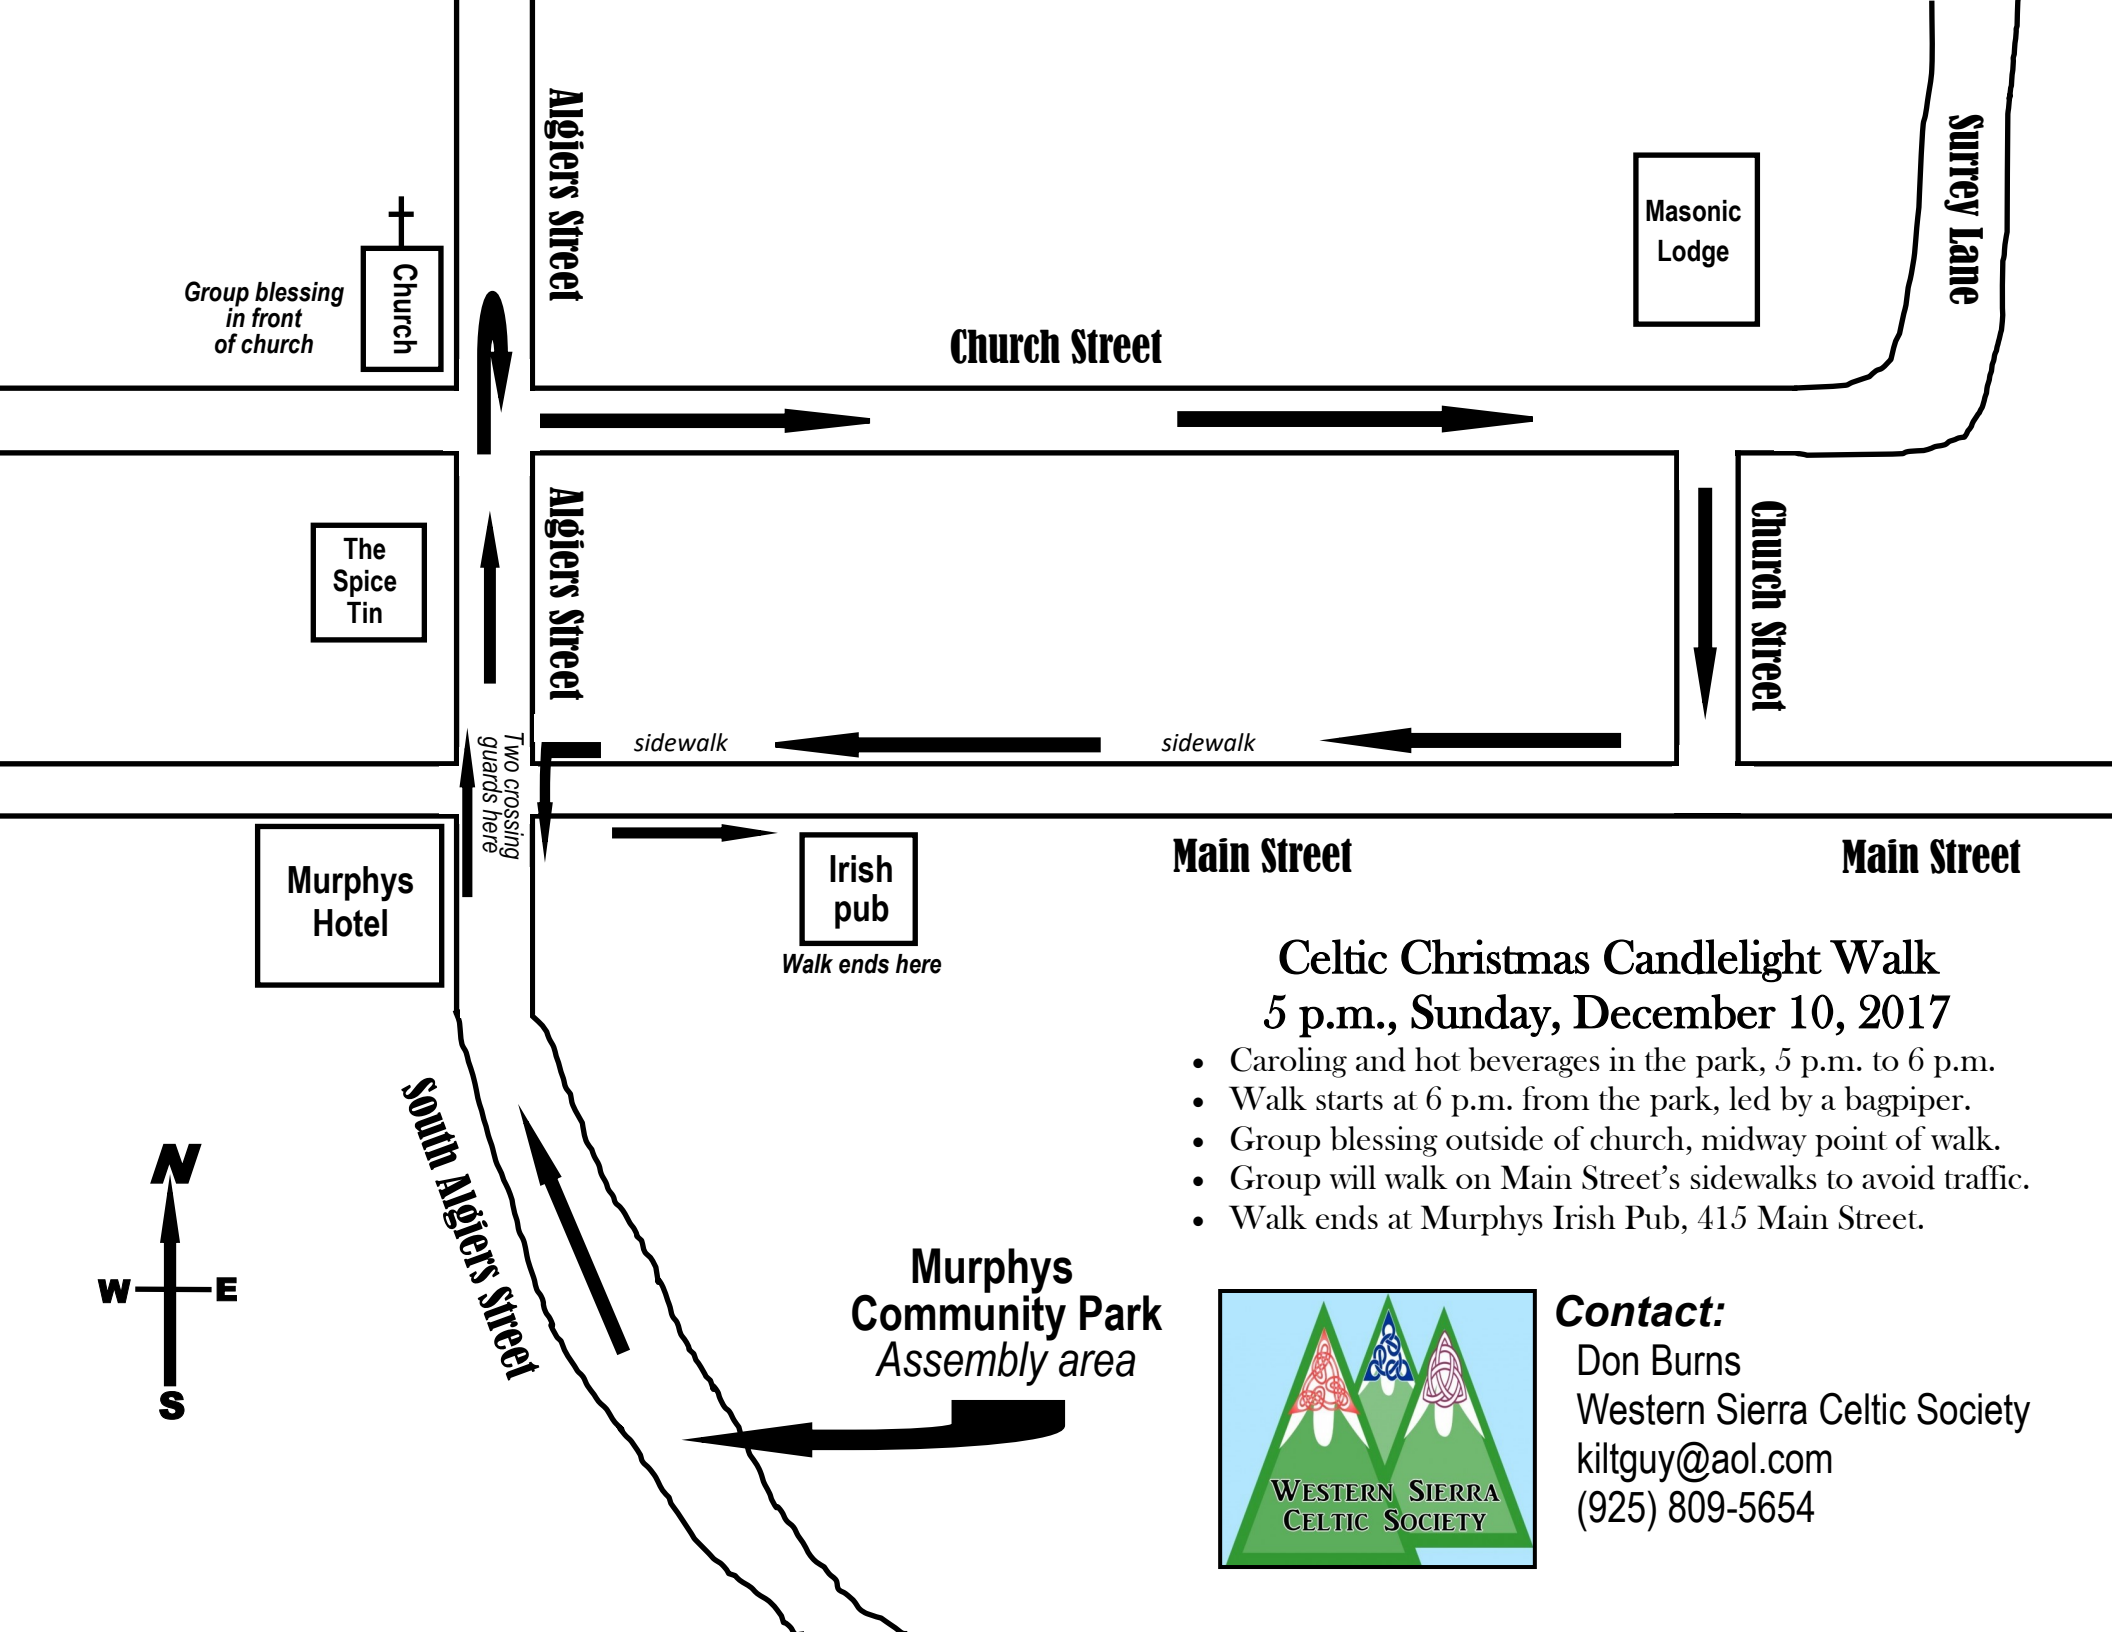 Algiers Street
Surrey Lane
Masonic
Lodge
Church
Group blessing
in front
of church
Church Street
The
Spice
Tin
Algiers Street
Church Street
Two crossing
guards here
sidewalk
sidewalk
Murphys
Hotel
Irish
pub
Walk ends here
Main Street
Main Street
Celtic Christmas Candlelight Walk
5 p.m., Sunday, December 10, 2017
• Caroling and hot beverages in the park, 5 p.m. to 6 p.m.
• Walk starts at 6 p.m. from the park, led by a bagpiper.
• Group blessing outside of church, midway point of walk.
• Group will walk on Main Street’s sidewalks to avoid traffic.
• Walk ends at Murphys Irish Pub, 415 Main Street.
South Algiers Street
N
W E
S
Murphys
Community Park
Assembly area
WESTERN SIERRA
CELTIC SOCIETY
Contact:
Don Burns
Western Sierra Celtic Society
kiltguy@aol.com
(925) 809-5654